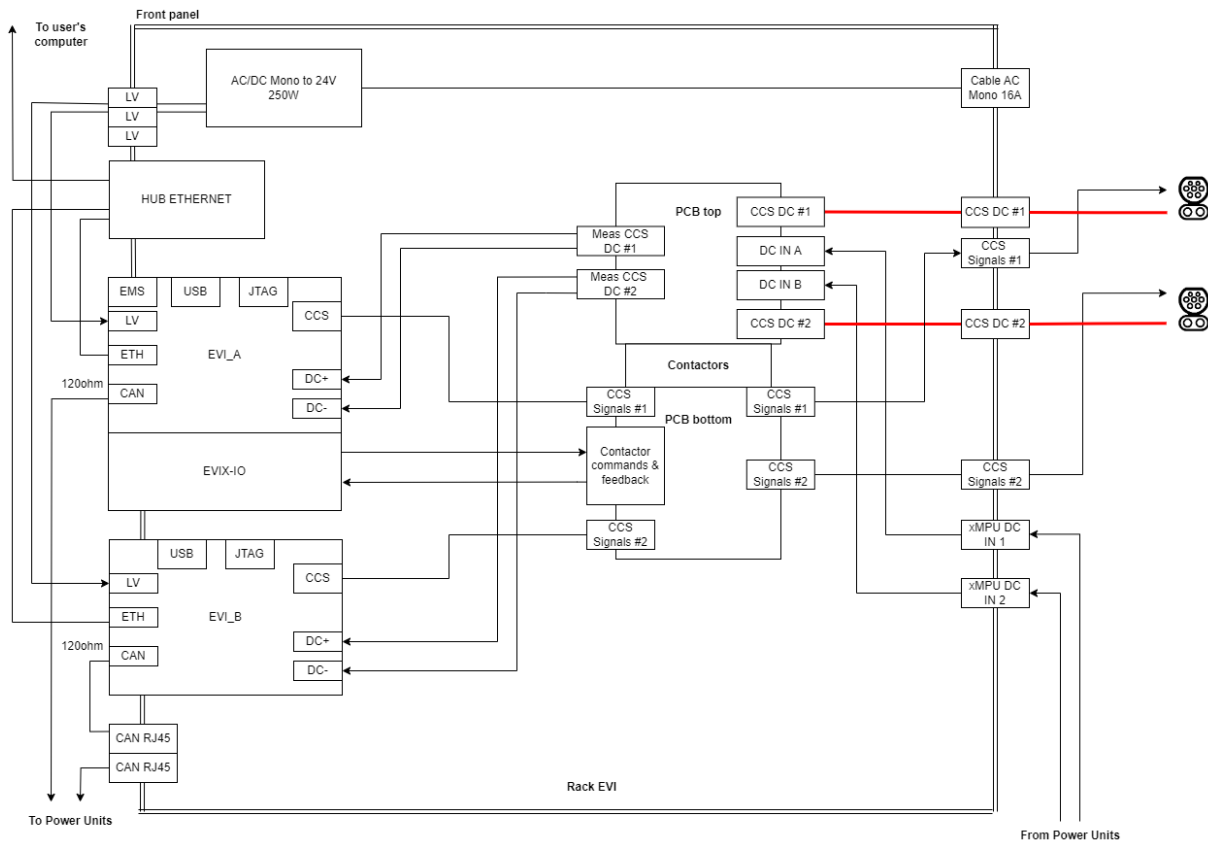 Front panel
To user's
computer
AC/DC Mono to 24V
250W
Cable AC
Mono 16A
LV
LV
LV
HUB ETHERNET
PCB top
CCS DC #1
CCS DC #1
Meas CCS
DC #1
DC IN A
CCS
Signals #1
Meas CCS
DC #2
DC IN B
EMS
USB
JTAG
CCS
LV
CCS DC #2
CCS DC #2
ETH
EVI_A
Contactors
DC+
120ohm
CAN
DC-
CCS
Signals #1
CCS
Signals #1
PCB bottom
EVIX-IO
Contactor
commands &
feedback
CCS
Signals #2
CCS
Signals #2
CCS
Signals #2
xMPU DC
IN 1
USB
JTAG
CCS
LV
xMPU DC
IN 2
ETH
EVI_B
DC+
120ohm
CAN
DC-
CAN RJ45
CAN RJ45
Rack EVI
To Power Units
From Power Units